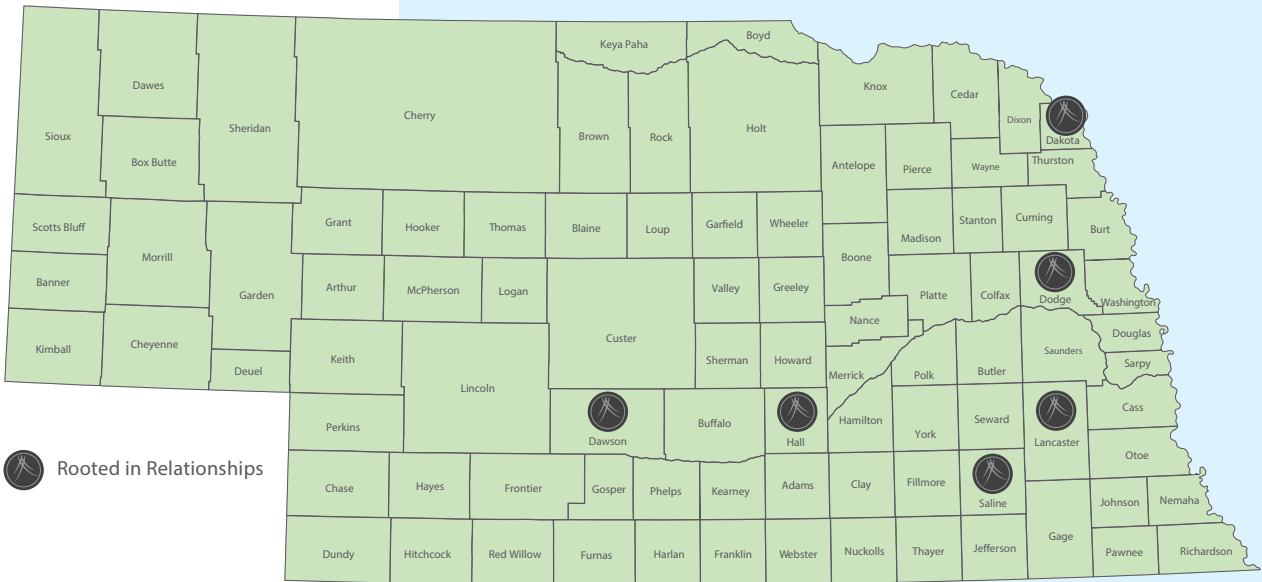 Keya Paha
Boyd
Dawes
Sioux
Box Butte
Sheridan
Cherry
Brown
Rock
Holt
Knox
Cedar
Dixon
Dakota
Antelope
Pierce
Wayne
Thurston
Scotts Bluff
Morrill
Grant
Hooker
Thomas
Blaine
Loup
Garfield
Wheeler
Madison
Stanton
Cuming
Burt
Boone
Banner
Garden
Arthur
McPherson
Logan
Valley
Greeley
Platte
Colfax
Dodge
Washington
Nance
Kimball
Cheyenne
Deuel
Keith
Lincoln
Custer
Sherman
Howard
Merrick
Polk
Butler
Saunders
Douglas
Sarpy
Perkins
Dawson
Buffalo
Hall
Hamilton
York
Seward
Lancaster
Cass
Otoe
Rooted in Relationships
Chase
Hayes
Frontier
Gosper
Phelps
Kearney
Adams
Clay
Fillmore
Saline
Johnson
Nemaha
Dundy
Hitchcock
Red Willow
Furnas
Harlan
Franklin
Webster
Nuckolls
Thayer
Jefferson
Gage
Pawnee
Richardson